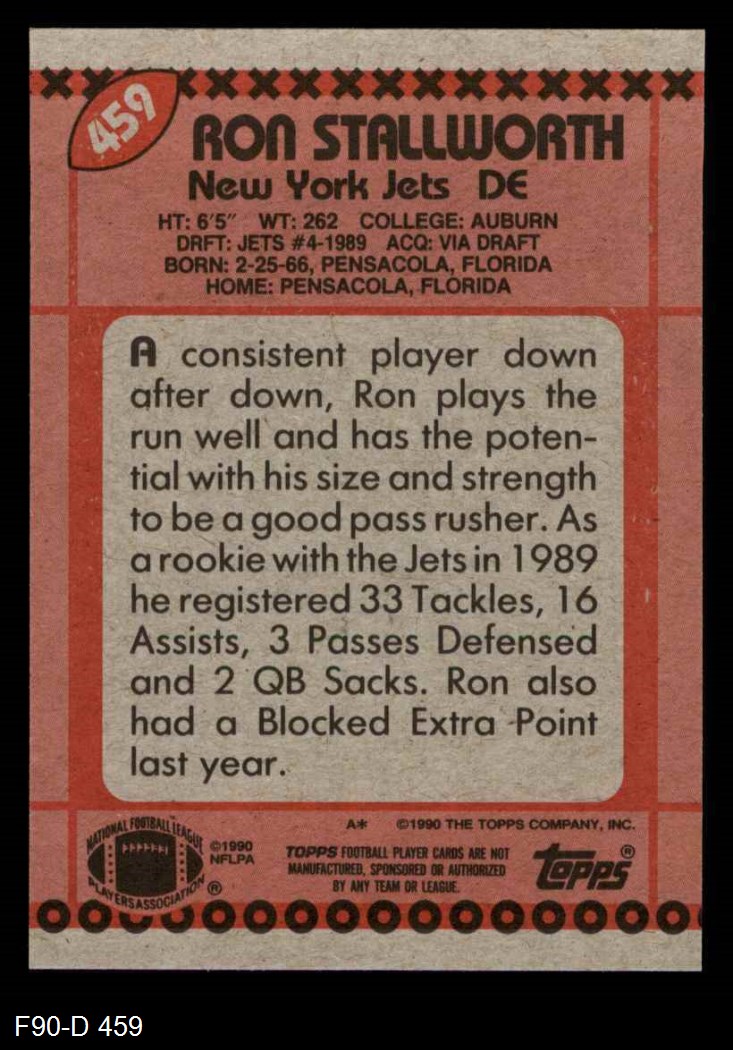 459
RON STALLWORTH
New York Jets DE
HT: 6'5" WT: 262 COLLEGE: AUBURN
DRFT: JETS #4-1989 ACQ: VIA DRAFT
BORN: 2-25-66, PENSACOLA, FLORIDA
HOME: PENSACOLA, FLORIDA
A consistent player down
after down, Ron plays the
run well and has the poten-
tial with his size and strength
to be a good pass rusher. As
a rookie with the Jets in 1989
he registered 33 Tackles, 16
Assists, 3 Passes Defensed
and 2 QB Sacks. Ron also
had a Blocked Extra Point
last year.
A* ©1990 THE TOPPS COMPANY, INC.
NATIONAL FOOTBALL LEAGUE
PLAYERS ASSOCIATION
®
©1990
NFLPA
TOPPS FOOTBALL PLAYER CARDS ARE NOT
MANUFACTURED, SPONSORED OR AUTHORIZED
BY ANY TEAM OR LEAGUE.
topps®
F90-D 459